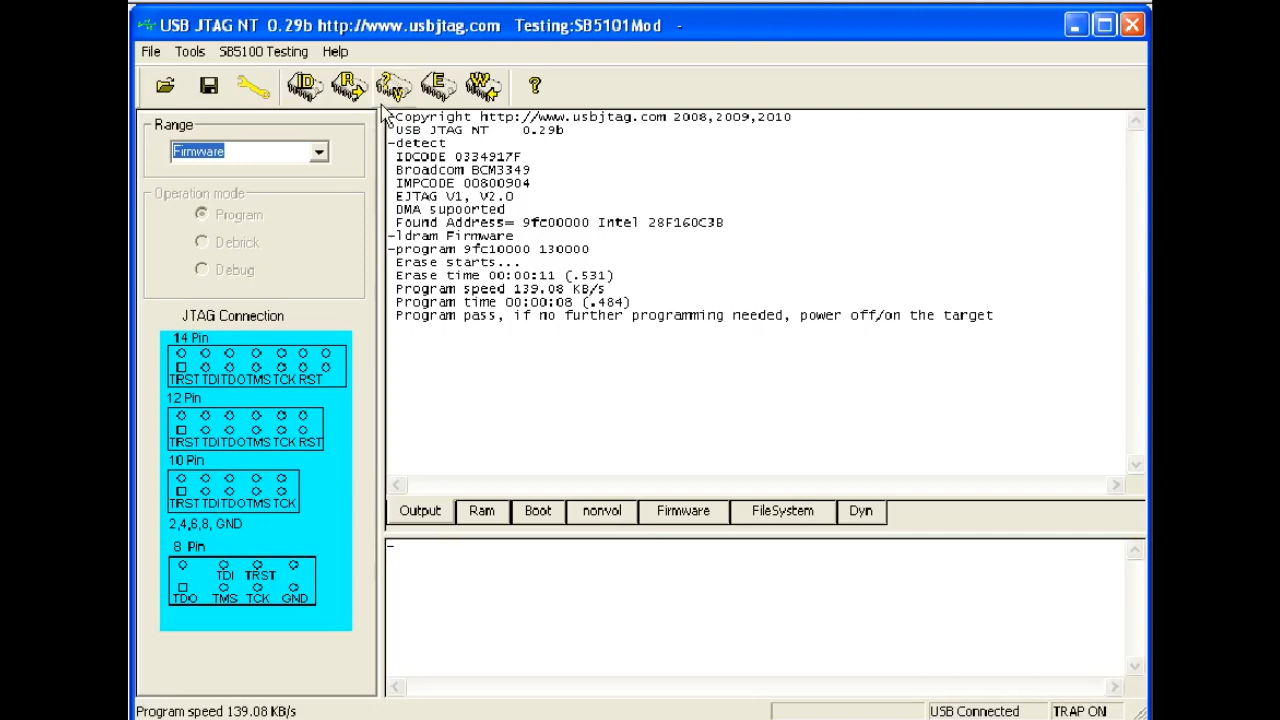 USB JTAG NT 0.29b http://www.usbjtag.com Testing:SB5101Mod -
File Tools SB5100 Testing Help
ID R ? V E W ?
Range
Firmware
Operation mode
Program
Debrick
Debug
JTAG Connection
14 Pin
TRST TDI TDO TMS TCK RST
12 Pin
TRST TDI TDO TMS TCK RST
10 Pin
TRST TDI TDO TMS TCK
2,4,6,8, GND
8 Pin
TDI TRST
TDO TMS TCK GND
-Copyright http://www.usbjtag.com 2008,2009,2010
USB JTAG NT 0.29b
-detect
IDCODE 0334917F
Broadcom BCM3349
IMPCODE 00800904
EJTAG V1, V2.0
DMA supoorted
Found Address= 9fc00000 Intel 28F160C3B
-ldram Firmware
-program 9fc10000 130000
Erase starts...
Erase time 00:00:11 (.531)
Program speed 139.08 KB/s
Program time 00:00:08 (.484)
Program pass, if no further programming needed, power off/on the target
Output Ram Boot nonvol Firmware FileSystem Dyn
-
Program speed 139.08 KB/s USB Connected TRAP ON